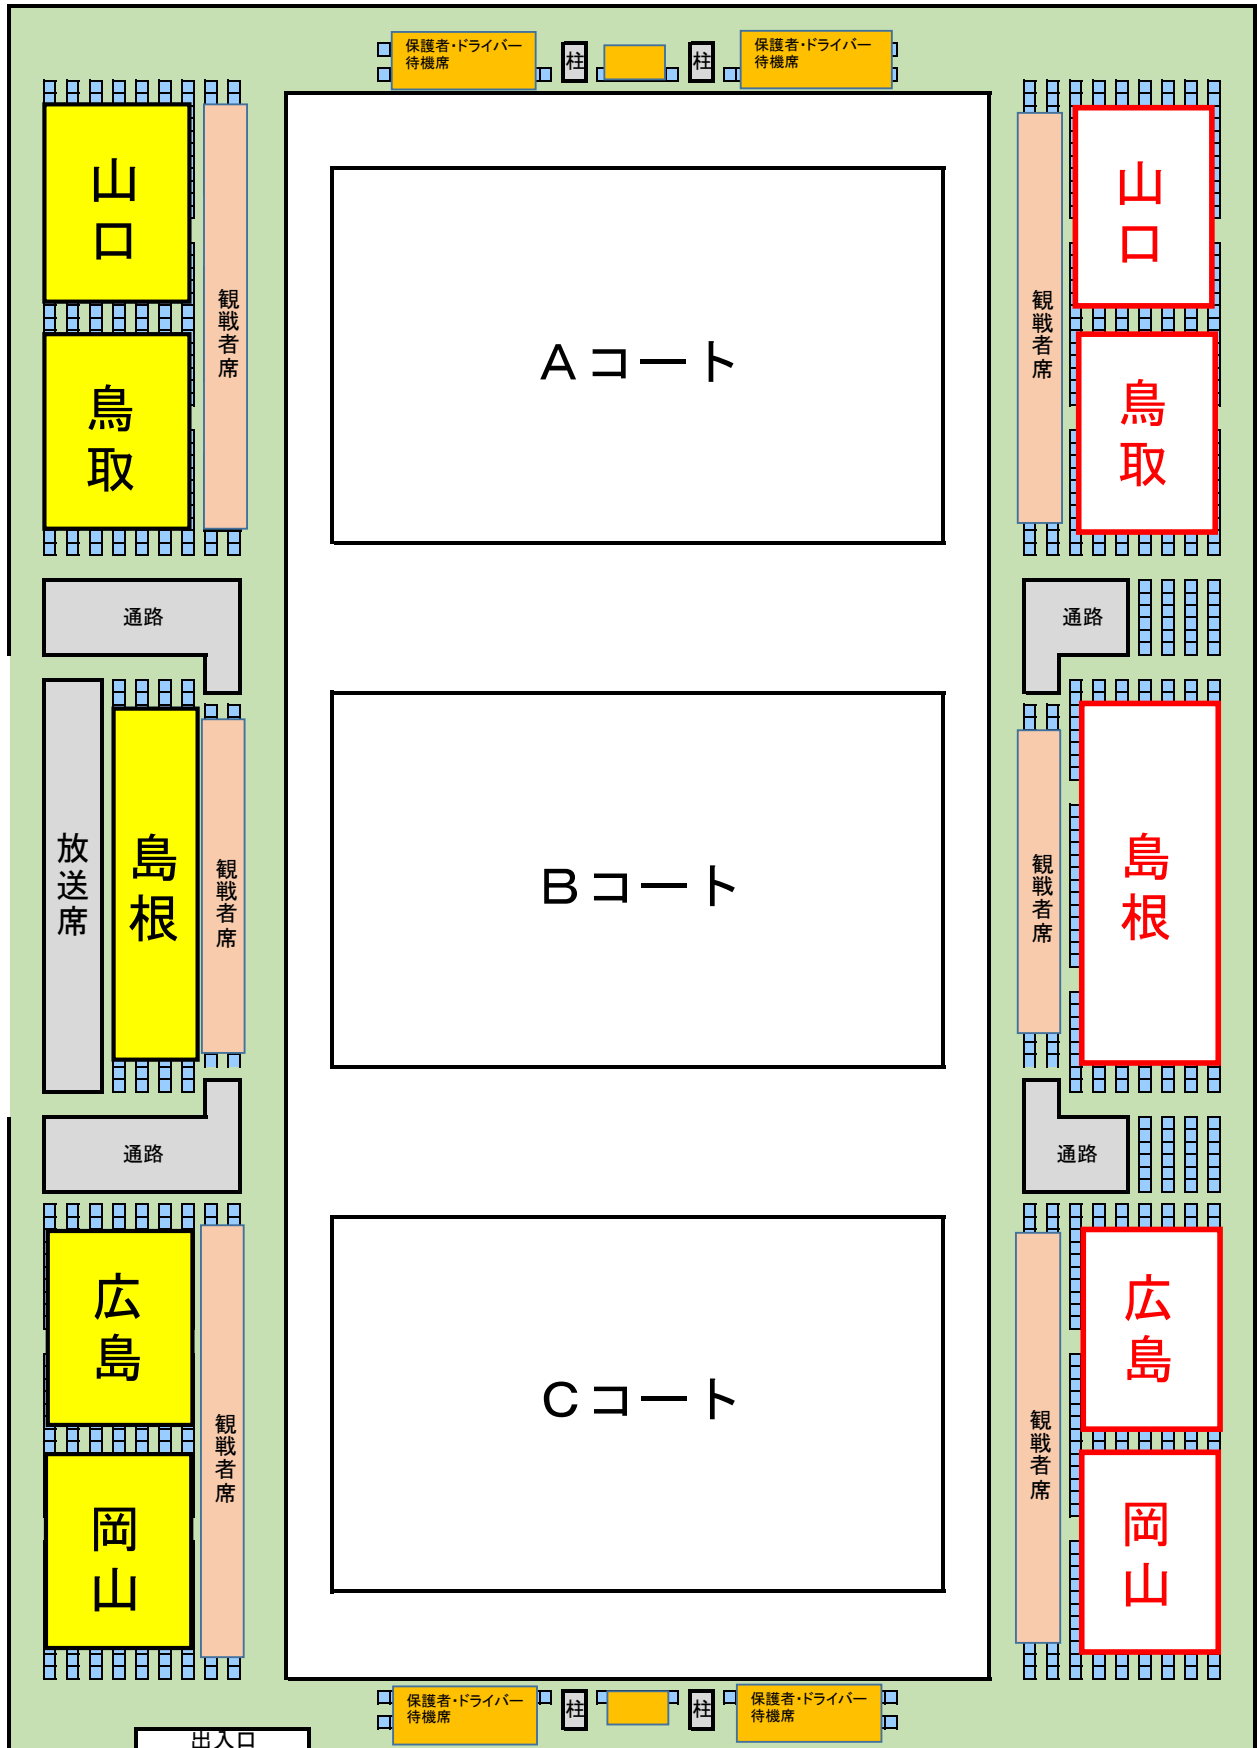 保護者・ドライバー
待機席
柱
柱
保護者・ドライバー
待機席
山口
観戦者席
鳥取
Aコート
観戦者席
山口
鳥取
通路
通路
放送席
島根
観戦者席
Bコート
観戦者席
島根
通路
通路
広島
観戦者席
岡山
Cコート
観戦者席
広島
岡山
保護者・ドライバー
待機席
柱
柱
保護者・ドライバー
待機席
出入口